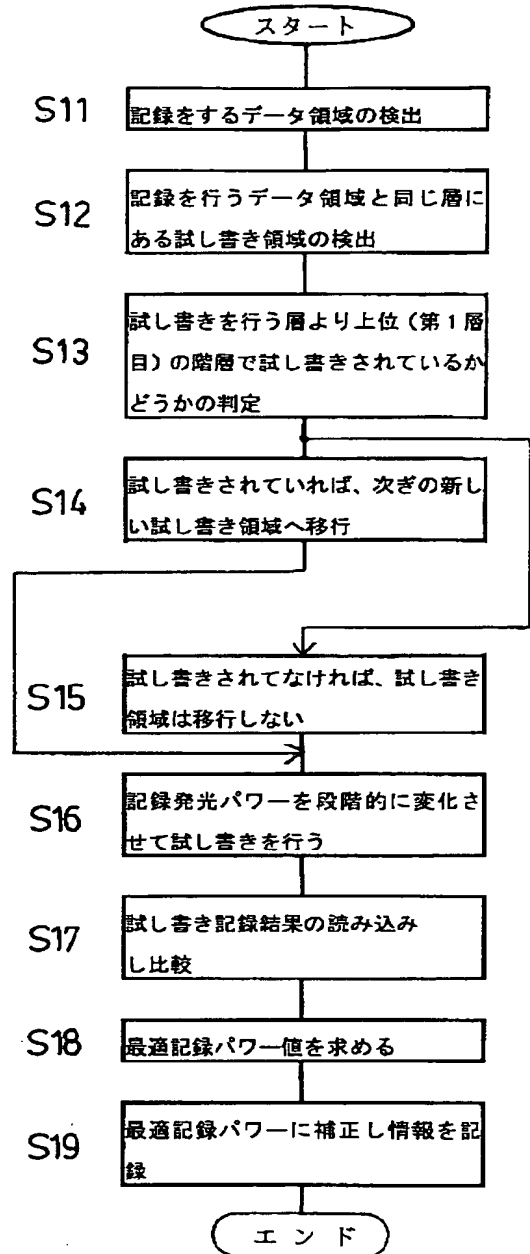 スタート
S11
記録をするデータ領域の検出
S12
記録を行うデータ領域と同じ層に
ある試し書き領域の検出
S13
試し書きを行う層より上位(第1層
目)の階層で試し書きされているか
どうかの判定
S14
試し書きされていれば、次ぎの新し
い試し書き領域へ移行
S15
試し書きされてなければ、試し書き
領域は移行しない
S16
記録発光パワーを段階的に変化さ
せて試し書きを行う
S17
試し書き記録結果の読み込み
し比較
S18
最適記録パワー値を求める
S19
最適記録パワーに補正し情報を記
録
エンド